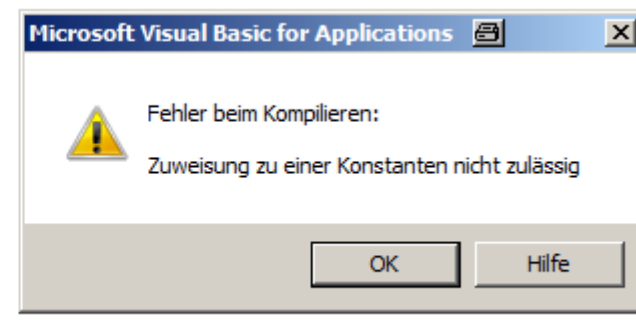 Microsoft Visual Basic for Applications
Fehler beim Kompilieren:
Zuweisung zu einer Konstanten nicht zulässig
OK
Hilfe